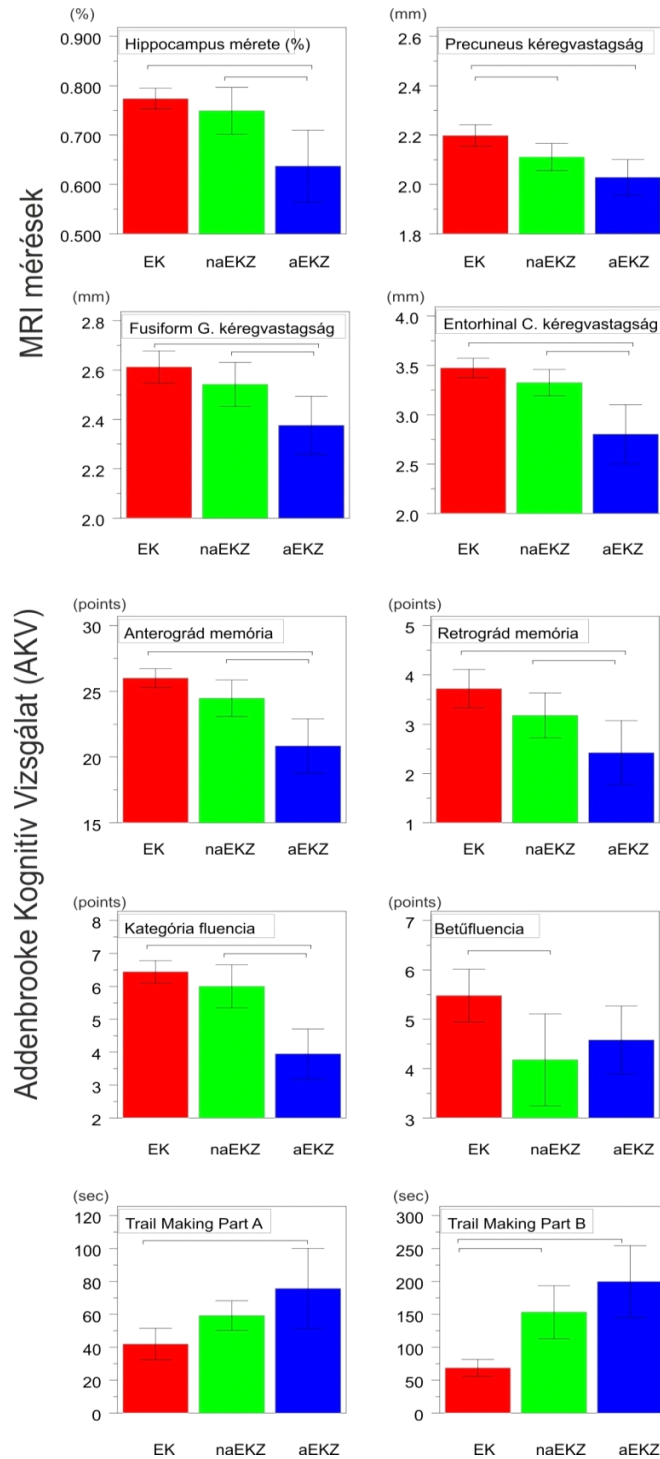 MRI mérések
(%)
Hippocampus mérete (%)
0.900
0.800
0.700
0.600
0.500
EK naEKZ aEKZ
(mm)
Precuneus kéregvastagság
2.6
2.4
2.2
2.0
1.8
EK naEKZ aEKZ
(mm)
Fusiform G. kéregvastagság
2.8
2.6
2.4
2.2
2.0
EK naEKZ aEKZ
(mm)
Entorhinal C. kéregvastagság
4.0
3.5
3.0
2.5
2.0
EK naEKZ aEKZ
Addenbrooke Kognitív Vizsgálat (AKV)
(points)
Anterográd memória
30
25
20
15
EK naEKZ aEKZ
(points)
Retrográd memória
5
4
3
2
1
EK naEKZ aEKZ
(points)
Kategória fluencia
8
7
6
5
4
3
2
EK naEKZ aEKZ
(points)
Betűfluencia
7
6
5
4
3
EK naEKZ aEKZ
(sec)
Trail Making Part A
120
100
80
60
40
20
0
EK naEKZ aEKZ
(sec)
Trail Making Part B
300
250
200
150
100
50
0
EK naEKZ aEKZ